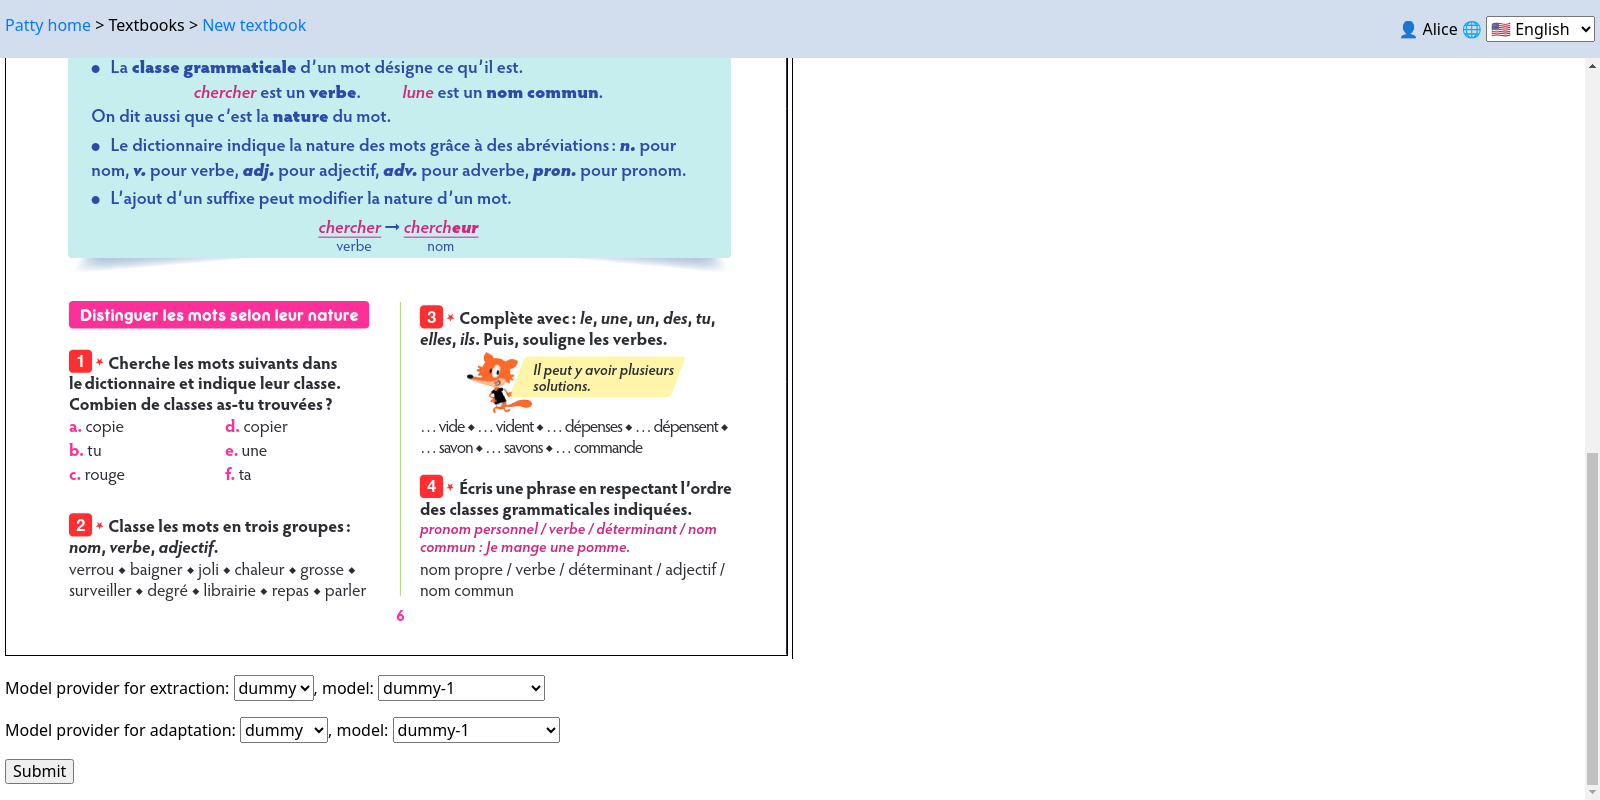 Patty home > Textbooks > New textbook
👤 Alice 🌐 🇺🇸 English
● La classe grammaticale d’un mot désigne ce qu’il est.
chercher est un verbe. lune est un nom commun.
On dit aussi que c’est la nature du mot.
● Le dictionnaire indique la nature des mots grâce à des abréviations : n. pour
nom, v. pour verbe, adj. pour adjectif, adv. pour adverbe, pron. pour pronom.
● L’ajout d’un suffixe peut modifier la nature d’un mot.
chercher → chercheur
verbe nom
Distinguer les mots selon leur nature
1 ★ Cherche les mots suivants dans
le dictionnaire et indique leur classe.
Combien de classes as-tu trouvées ?
a. copie d. copier
b. tu e. une
c. rouge f. ta
2 ★ Classe les mots en trois groupes :
nom, verbe, adjectif.
verrou ◆ baigner ◆ joli ◆ chaleur ◆ grosse ◆
surveiller ◆ degré ◆ librairie ◆ repas ◆ parler
3 ★ Complète avec : le, une, un, des, tu,
elles, ils. Puis, souligne les verbes.
Il peut y avoir plusieurs
solutions.
… vide ◆ … vident ◆ … dépenses ◆ … dépensent ◆
… savon ◆ … savons ◆ … commande
4 ★ Écris une phrase en respectant l’ordre
des classes grammaticales indiquées.
pronom personnel / verbe / déterminant / nom
commun : Je mange une pomme.
nom propre / verbe / déterminant / adjectif /
nom commun
6
Model provider for extraction: dummy, model: dummy-1
Model provider for adaptation: dummy, model: dummy-1
Submit